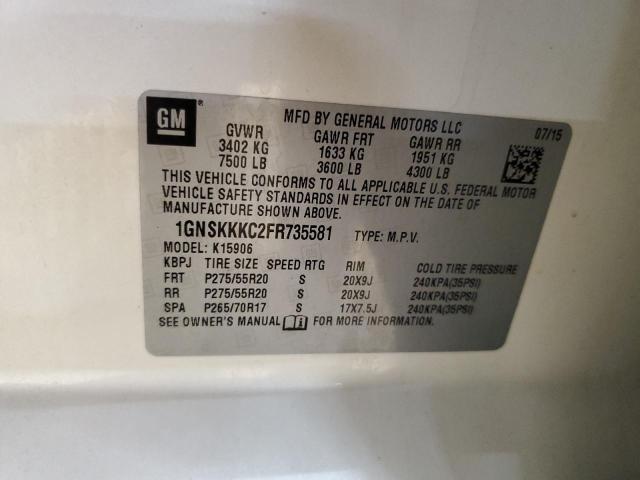 GM
MFD BY GENERAL MOTORS LLC
07/15
GVWR GAWR FRT GAWR RR
3402 KG 1633 KG 1951 KG
7500 LB 3600 LB 4300 LB
THIS VEHICLE CONFORMS TO ALL APPLICABLE U.S. FEDERAL MOTOR
VEHICLE SAFETY STANDARDS IN EFFECT ON THE DATE OF
MANUFACTURE SHOWN ABOVE.
1GNSKKKC2FR735581 TYPE: M.P.V.
MODEL: K15906
KBPJ TIRE SIZE SPEED RTG RIM COLD TIRE PRESSURE
FRT P275/55R20 S 20X9J 240KPA(35PSI)
RR P275/55R20 S 20X9J 240KPA(35PSI)
SPA P265/70R17 S 17X7.5J 240KPA(35PSI)
SEE OWNER'S MANUAL FOR MORE INFORMATION.